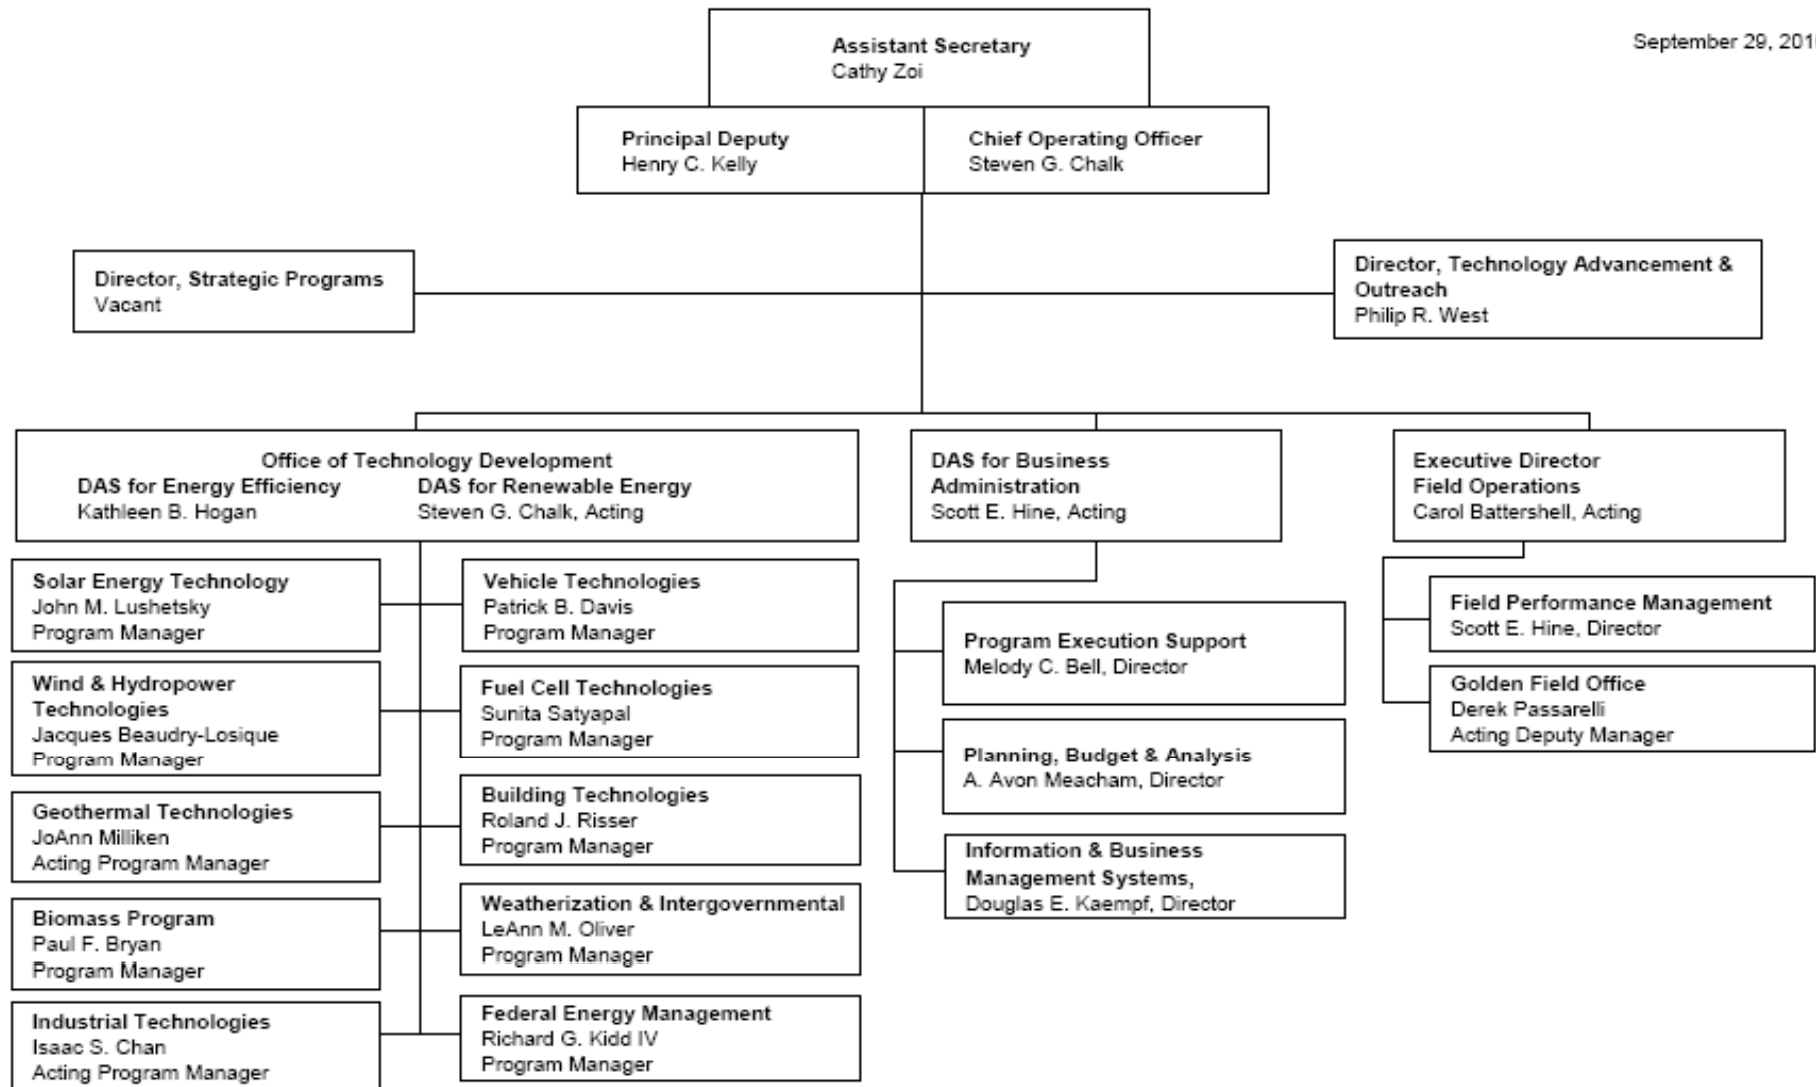 Assistant Secretary
Cathy Zoi
September 29, 201
Principal Deputy
Henry C. Kelly
Chief Operating Officer
Steven G. Chalk
Director, Strategic Programs
Vacant
Director, Technology Advancement &
Outreach
Philip R. West
Office of Technology Development
DAS for Energy Efficiency
Kathleen B. Hogan
DAS for Renewable Energy
Steven G. Chalk, Acting
DAS for Business
Administration
Scott E. Hine, Acting
Executive Director
Field Operations
Carol Battershell, Acting
Solar Energy Technology
John M. Lushetsky
Program Manager
Vehicle Technologies
Patrick B. Davis
Program Manager
Wind & Hydropower
Technologies
Jacques Beaudry-Losique
Program Manager
Fuel Cell Technologies
Sunita Satyapal
Program Manager
Geothermal Technologies
JoAnn Milliken
Acting Program Manager
Building Technologies
Roland J. Risser
Program Manager
Biomass Program
Paul F. Bryan
Program Manager
Weatherization & Intergovernmental
LeAnn M. Oliver
Program Manager
Industrial Technologies
Isaac S. Chan
Acting Program Manager
Federal Energy Management
Richard G. Kidd IV
Program Manager
Program Execution Support
Melody C. Bell, Director
Planning, Budget & Analysis
A. Avon Meacham, Director
Information & Business
Management Systems,
Douglas E. Kaempf, Director
Field Performance Management
Scott E. Hine, Director
Golden Field Office
Derek Passarelli
Acting Deputy Manager